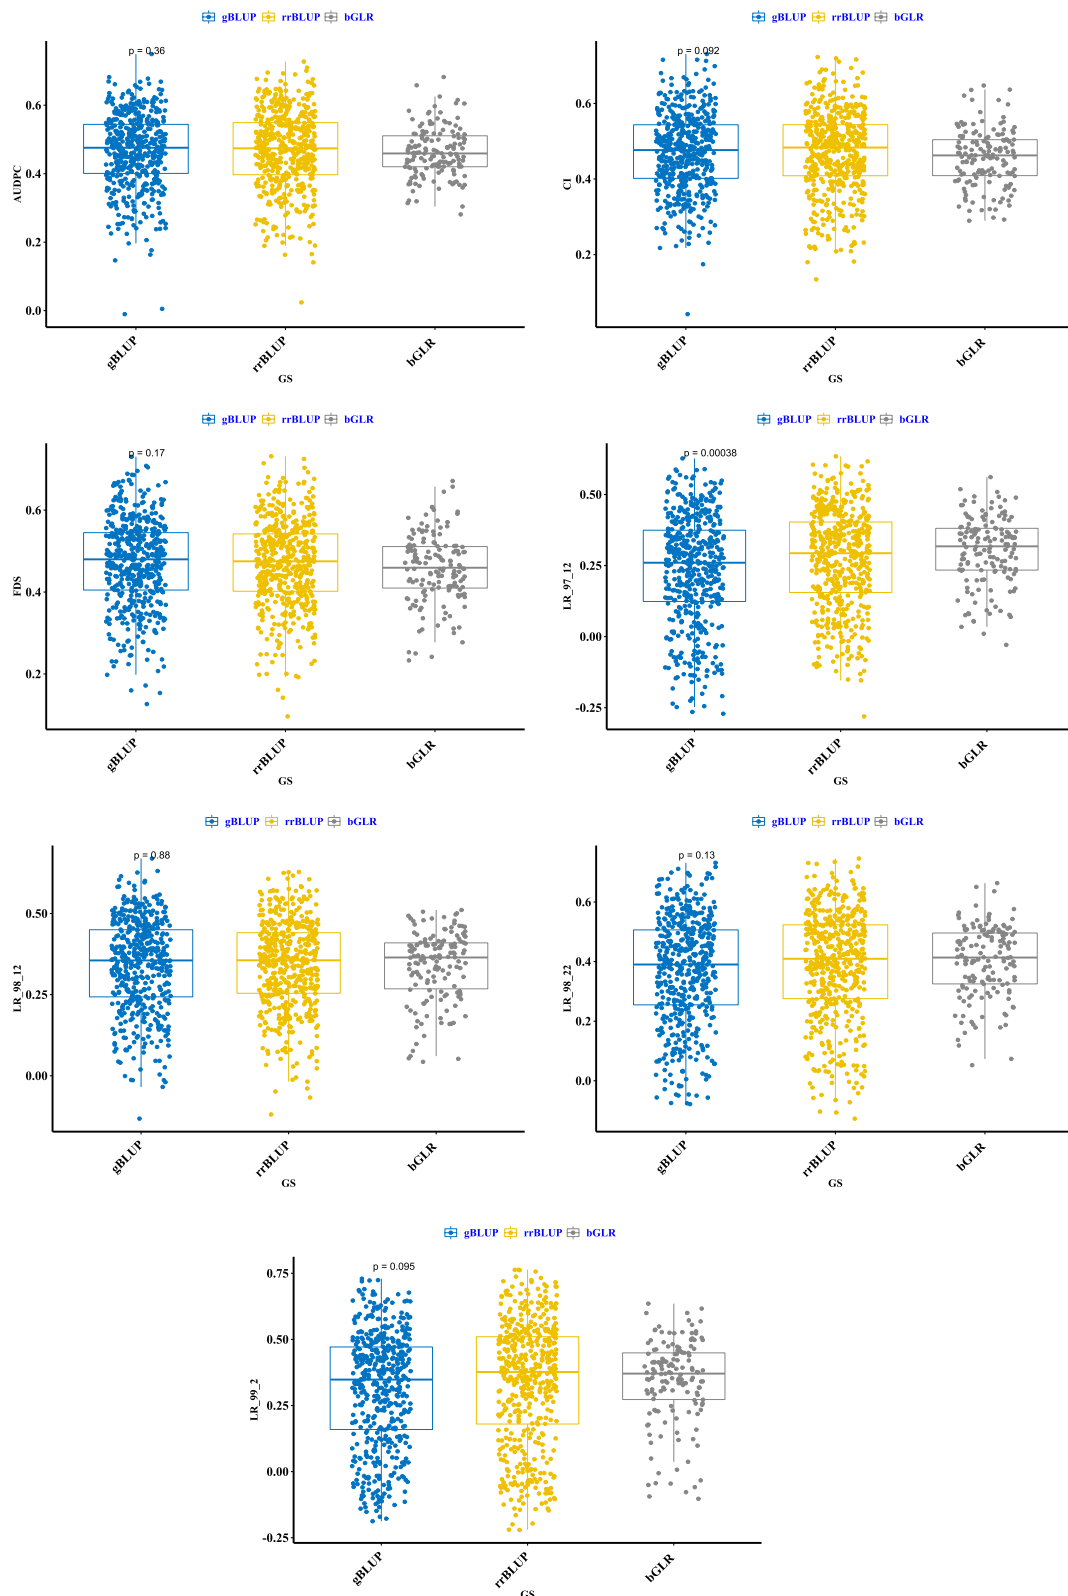 gBLUP rrBLUP bGLR
p = 0.36
AUDPC
0.6
0.4
0.2
0.0
gBLUP
rrBLUP
bGLR
GS
gBLUP rrBLUP bGLR
p = 0.092
CI
0.6
0.4
0.2
gBLUP
rrBLUP
bGLR
GS
gBLUP rrBLUP bGLR
p = 0.17
FDS
0.6
0.4
0.2
gBLUP
rrBLUP
bGLR
GS
gBLUP rrBLUP bGLR
p = 0.00038
LR_97_12
0.50
0.25
0.00
-0.25
gBLUP
rrBLUP
bGLR
GS
gBLUP rrBLUP bGLR
p = 0.88
LR_98_12
0.50
0.25
0.00
gBLUP
rrBLUP
bGLR
GS
gBLUP rrBLUP bGLR
p = 0.13
LR_98_22
0.6
0.4
0.2
0.0
gBLUP
rrBLUP
bGLR
GS
gBLUP rrBLUP bGLR
p = 0.095
LR_99_2
0.75
0.50
0.25
0.00
-0.25
gBLUP
rrBLUP
bGLR
GS